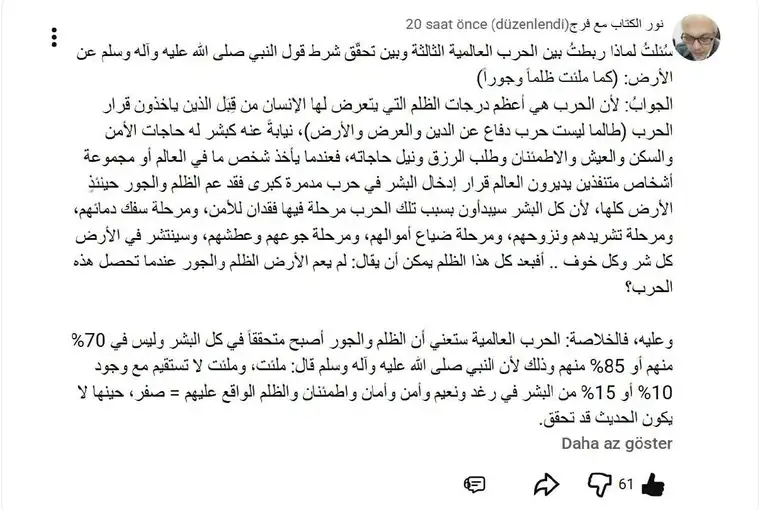 نور الكتاب مع فرج(düzenlendi) 20 saat önce
سُئلتُ لماذا ربطتُ بين الحرب العالمية الثالثة وبين تحقّق شرط قول النبي صلى الله عليه وآله وسلم عن
الأرض: (كما ملئت ظلماً وجوراً)
الجوابُ: لأن الحرب هي أعظم درجات الظلم التي يتعرض لها الإنسان من قِبل الذين ياخذون قرار
الحرب (طالما ليست حرب دفاع عن الدين والعرض والأرض)، نيابةً عنه كبشر له حاجات الأمن
والسكن والعيش والاطمئنان وطلب الرزق ونيل حاجاته، فعندما يأخذ شخص ما في العالم أو مجموعة
أشخاص متنفذين يديرون العالم قرار إدخال البشر في حرب مدمرة كبرى فقد عم الظلم والجور حينئذٍ
الأرض كلها، لأن كل البشر سيبدأون بسبب تلك الحرب مرحلة فيها فقدان للأمن، ومرحلة سفك دمائهم،
ومرحلة تشريدهم ونزوحهم، ومرحلة ضياع أموالهم، ومرحلة جوعهم وعطشهم، وسينتشر في الأرض
كل شر وكل خوف .. أفبعد كل هذا الظلم يمكن أن يقال: لم يعم الأرض الظلم والجور عندما تحصل هذه
الحرب؟
وعليه، فالخلاصة: الحرب العالمية ستعني أن الظلم والجور أصبح متحققاً في كل البشر وليس في 70%
منهم أو 85% منهم وذلك لأن النبي صلى الله عليه وآله وسلم قال: ملئت، وملئت لا تستقيم مع وجود
10% أو 15% من البشر في رغد ونعيم وأمن وأمان واطمئنان والظلم الواقع عليهم = صفر، حينها لا
يكون الحديث قد تحقق.
Daha az göster
61
6